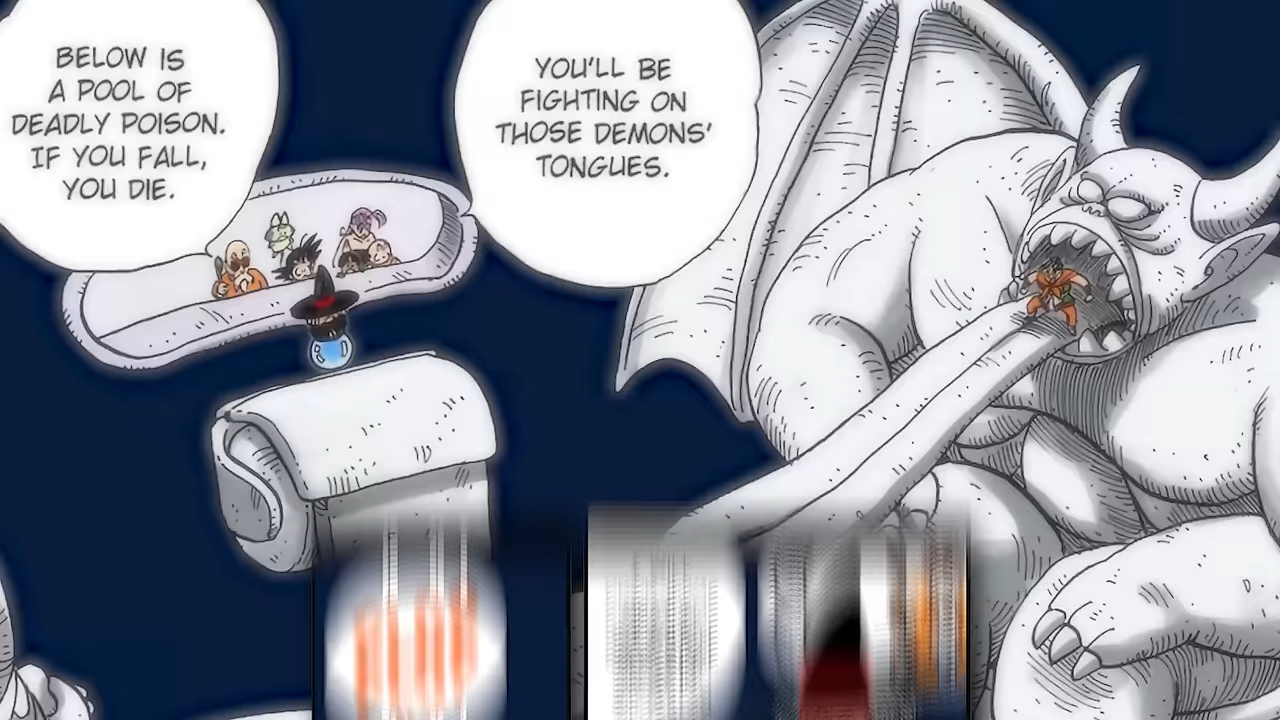 BELOW IS
A POOL OF
DEADLY POISON.
IF YOU FALL,
YOU DIE.
YOU'LL BE
FIGHTING ON
THOSE DEMONS'
TONGUES.